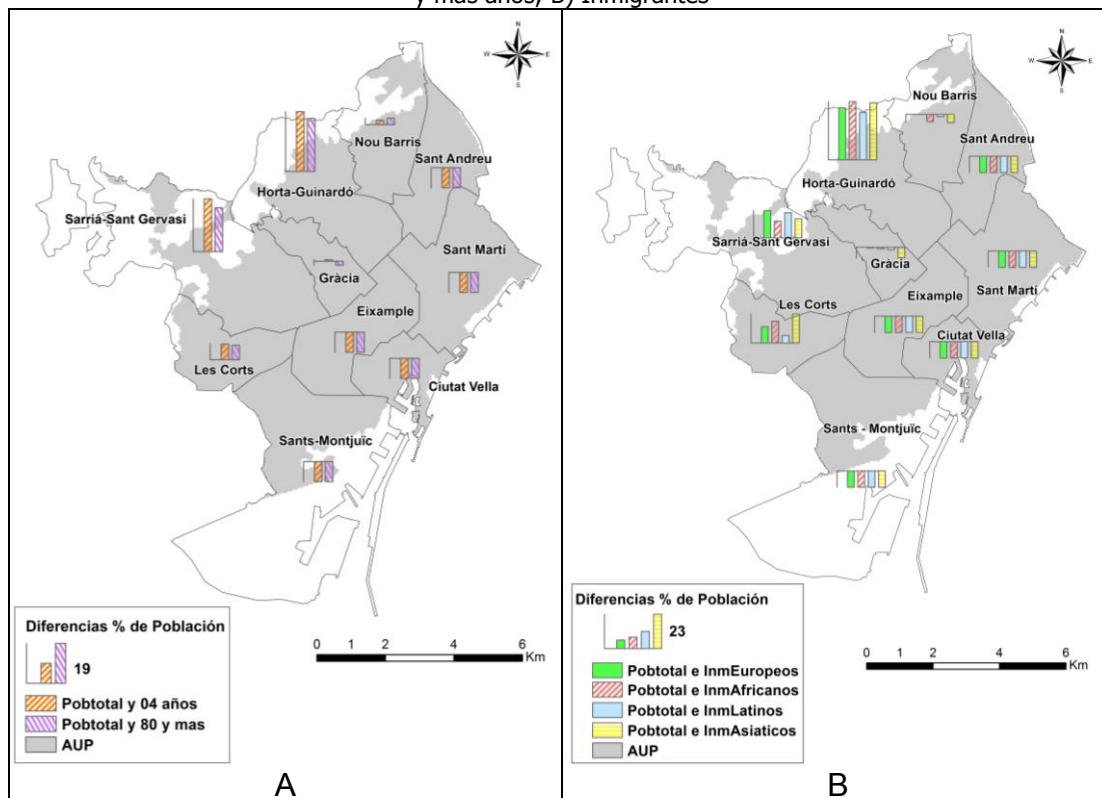 y mas años, B) Inmigrantes
N
W
E
S
Nou Barris
Sant Andreu
Horta-Guinardó
Sarriá-Sant Gervasi
Sant Martí
Gràcia
Eixample
Les Corts
Ciutat Vella
Sants-Montjuïc
Diferencias % de Población
19
Pobtotal y 04 años
Pobtotal y 80 y mas
AUP
0 1 2 4 6
Km
A
N
W
E
S
Nou Barris
Sant Andreu
Horta-Guinardó
Sarriá-Sant Gervasi
Gràcia
Sant Martí
Les Corts
Eixample
Ciutat Vella
Sants - Montjuïc
Diferencias % de Población
23
Pobtotal e InmEuropeos
Pobtotal e InmAfricanos
Pobtotal e InmLatinos
Pobtotal e InmAsiaticos
AUP
0 1 2 4 6
Km
B